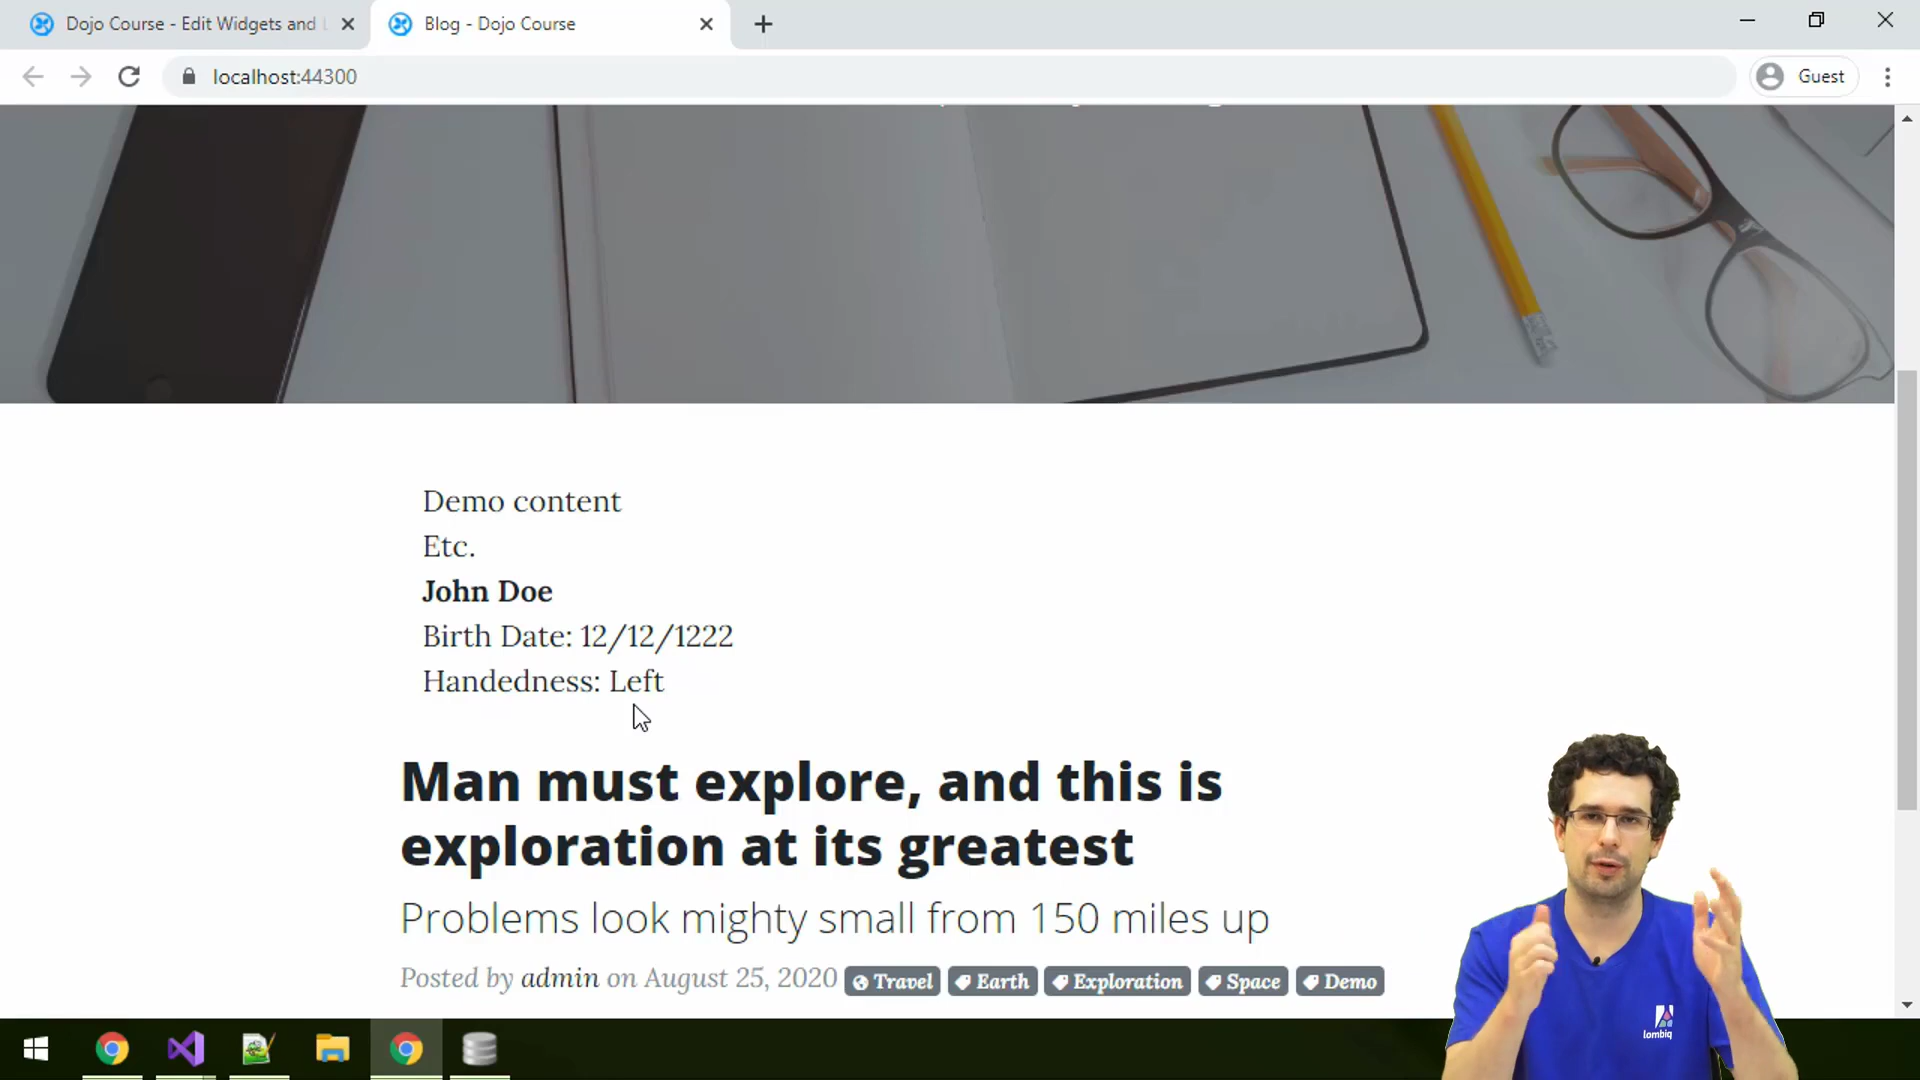 Dojo Course - Edit Widgets and
Blog - Dojo Course
localhost:44300
Guest
Demo content
Etc.
John Doe
Birth Date: 12/12/1222
Handedness: Left
Man must explore, and this is
exploration at its greatest
Problems look mighty small from 150 miles up
Posted by admin on August 25, 2020 Travel Earth Exploration Space Demo
lombiq